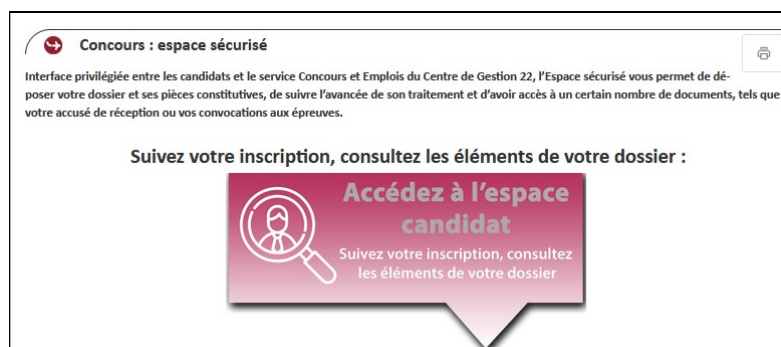 Concours : espace sécurisé
Interface privilégiée entre les candidats et le service Concours et Emplois du Centre de Gestion 22, l'Espace sécurisé vous permet de dé-
poser votre dossier et ses pièces constitutives, de suivre l'avancée de son traitement et d'avoir accès à un certain nombre de documents, tels que
votre accusé de réception ou vos convocations aux épreuves.
Suivez votre inscription, consultez les éléments de votre dossier :
Accédez à l'espace
candidat
Suivez votre inscription, consultez
les éléments de votre dossier